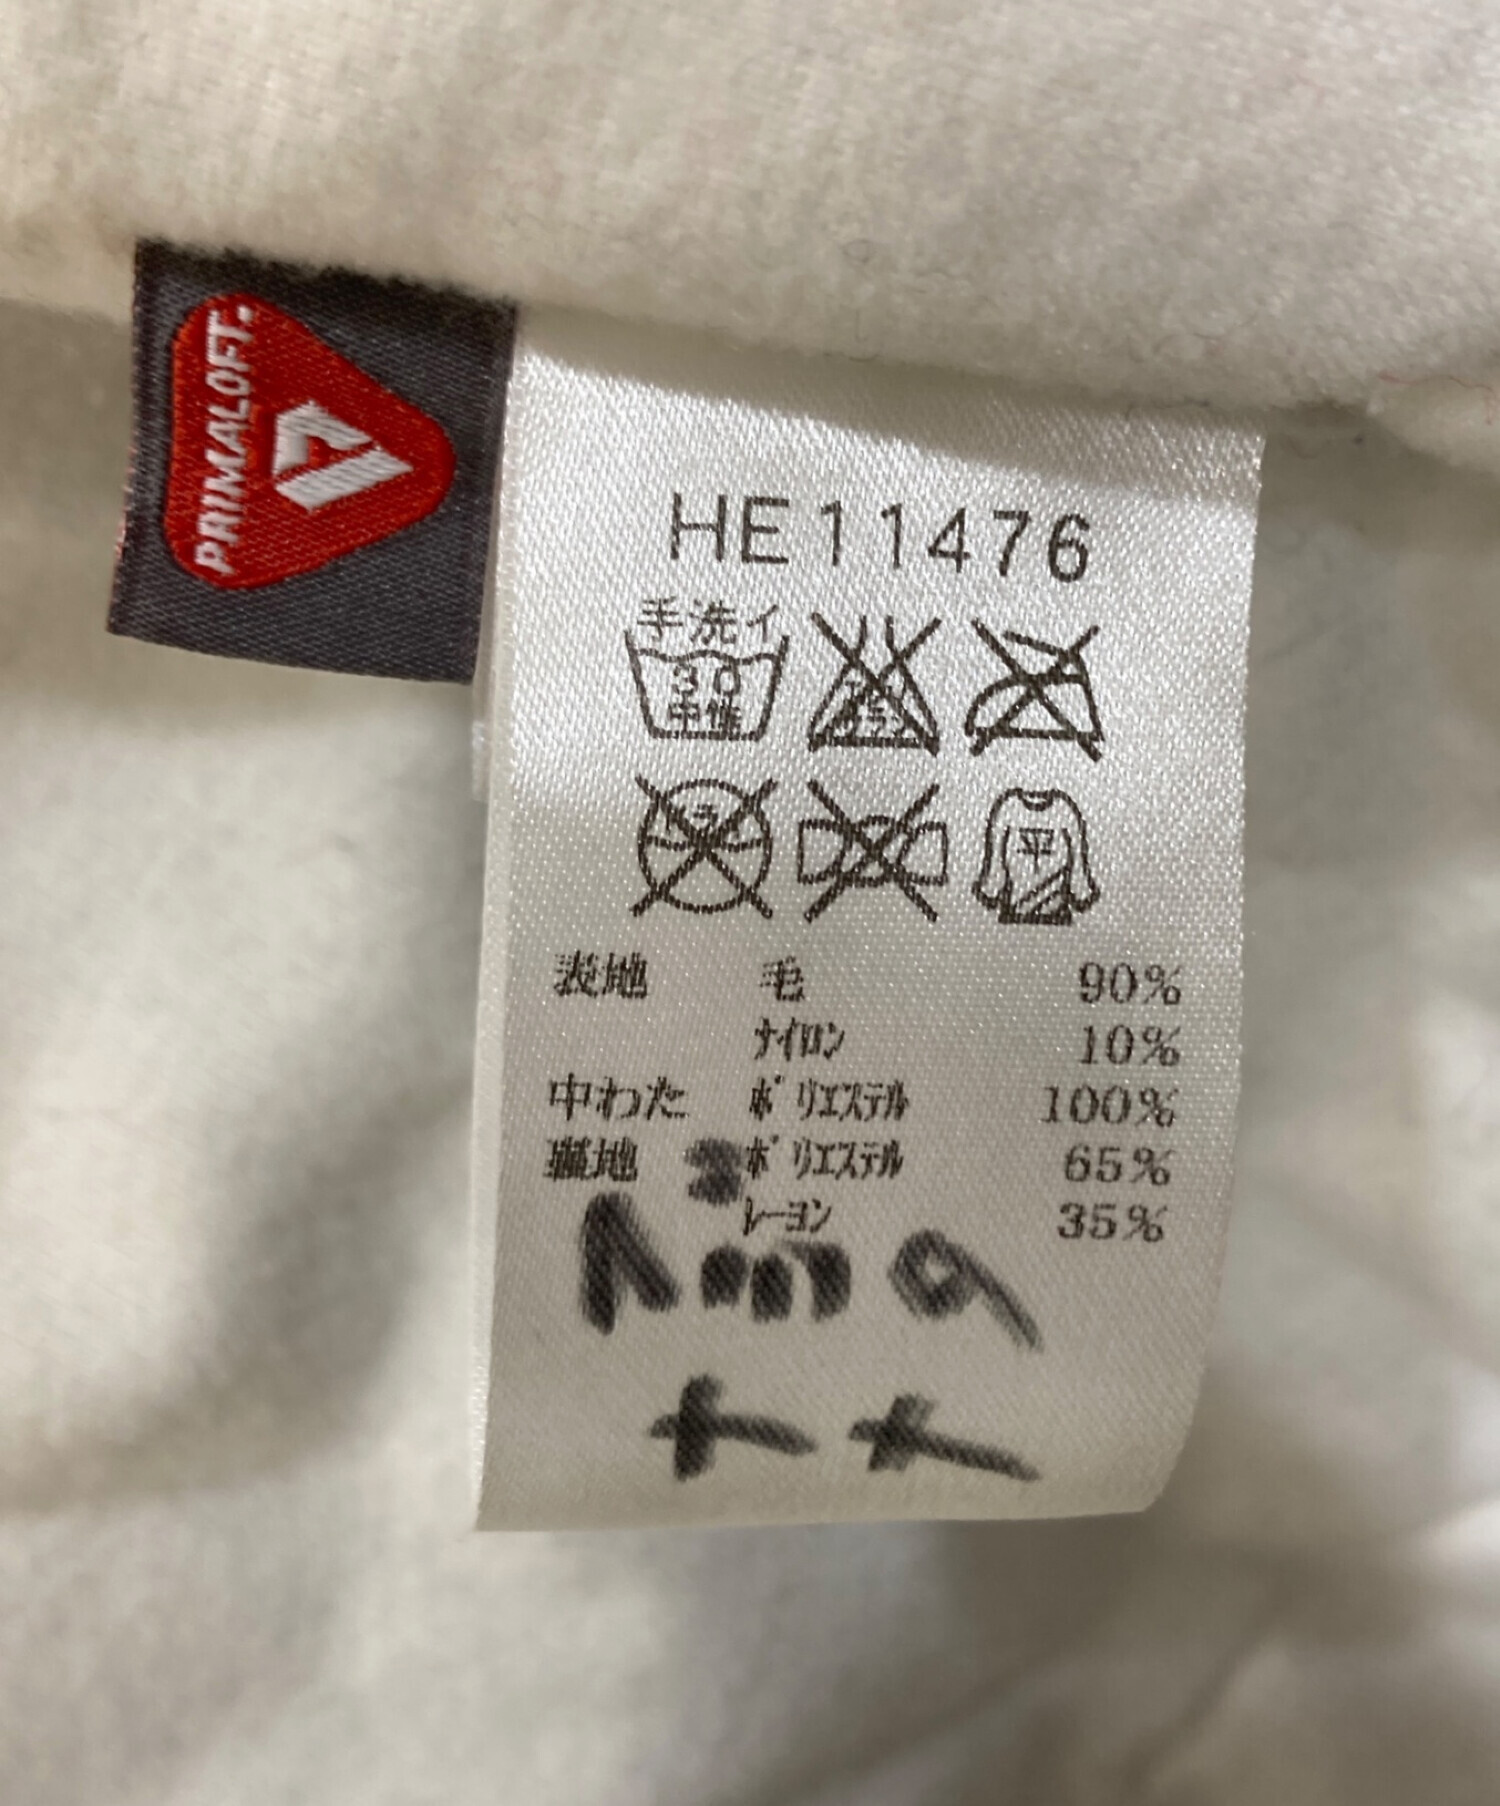 PRIMALOFT
HE11476
手洗イ
30
中性
平
表地 毛 90%
ナイロン 10%
中わた ポリエステル 100%
裏地 ポリエステル 65%
レーヨン 35%